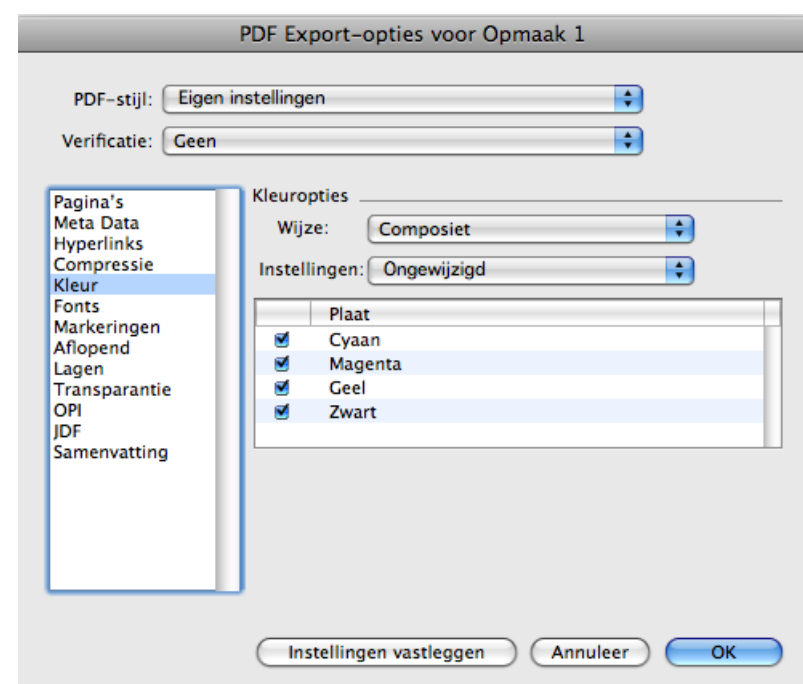 PDF Export-opties voor Opmaak 1
PDF-stijl: Eigen instellingen
Verificatie: Geen
Pagina's
Meta Data
Hyperlinks
Compressie
Kleur
Fonts
Markeringen
Aflopend
Lagen
Transparantie
OPI
JDF
Samenvatting
Kleuropties
Wijze: Composiet
Instellingen: Ongewijzigd
Plaat
Cyaan
Magenta
Geel
Zwart
Instellingen vastleggen Annuleer OK